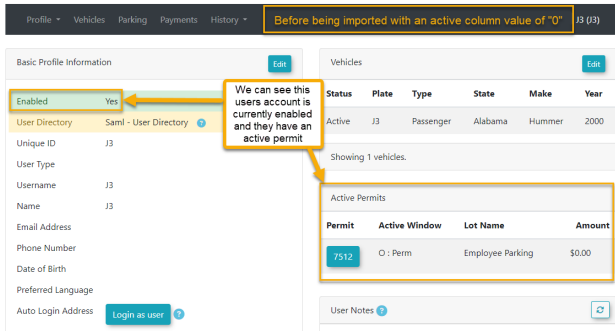 Profile Vehicles Parking Payments History Before being imported with an active column value of "0" J3 (J3)
Basic Profile Information Edit
Enabled Yes
User Directory Saml - User Directory ?
Unique ID J3
User Type
Username J3
Name J3
Email Address
Phone Number
Date of Birth
Preferred Language
Auto Login Address Login as user ?
We can see this
users account is
currently enabled
and they have an
active permit
Vehicles Edit
Status Plate Type State Make Year
Active J3 Passenger Alabama Hummer 2000
Showing 1 vehicles.
Active Permits
Permit Active Window Lot Name Amount
7512 O : Perm Employee Parking $0.00
User Notes ?